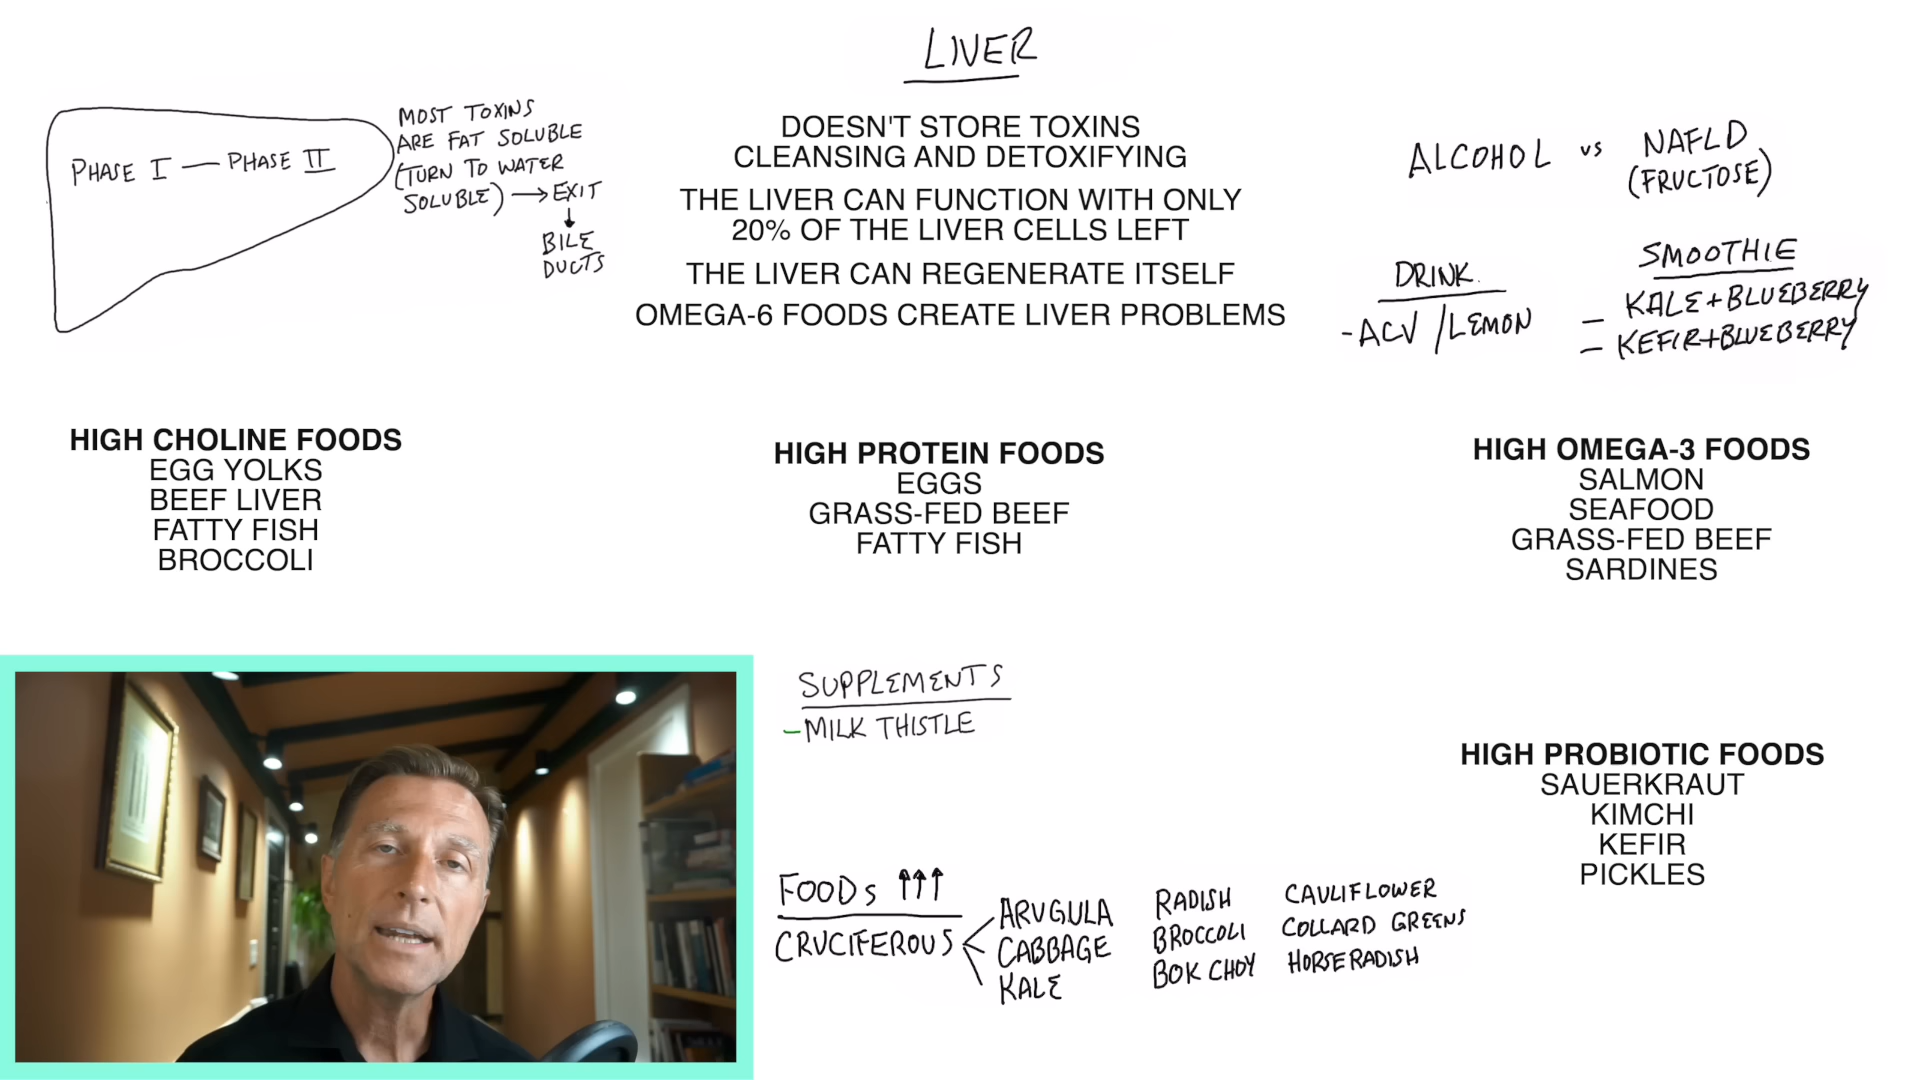 LIVER
PHASE I — PHASE II
MOST TOXINS
ARE FAT SOLUBLE
(TURN TO WATER
SOLUBLE) → EXIT
↓
BILE
DUCTS
DOESN'T STORE TOXINS
CLEANSING AND DETOXIFYING
THE LIVER CAN FUNCTION WITH ONLY
20% OF THE LIVER CELLS LEFT
THE LIVER CAN REGENERATE ITSELF
OMEGA-6 FOODS CREATE LIVER PROBLEMS
ALCOHOL vs NAFLD
(FRUCTOSE)
DRINK.
- ACV / LEMON
SMOOTHIE
- KALE + BLUEBERRY
- KEFIR + BLUEBERRY
HIGH CHOLINE FOODS
EGG YOLKS
BEEF LIVER
FATTY FISH
BROCCOLI
HIGH PROTEIN FOODS
EGGS
GRASS-FED BEEF
FATTY FISH
HIGH OMEGA-3 FOODS
SALMON
SEAFOOD
GRASS-FED BEEF
SARDINES
SUPPLEMENTS
- MILK THISTLE
HIGH PROBIOTIC FOODS
SAUERKRAUT
KIMCHI
KEFIR
PICKLES
FOODS ↑↑↑
CRUCIFEROUS
ARUGULA
CABBAGE
KALE
RADISH
BROCCOLI
BOK CHOY
CAULIFLOWER
COLLARD GREENS
HORSERADISH